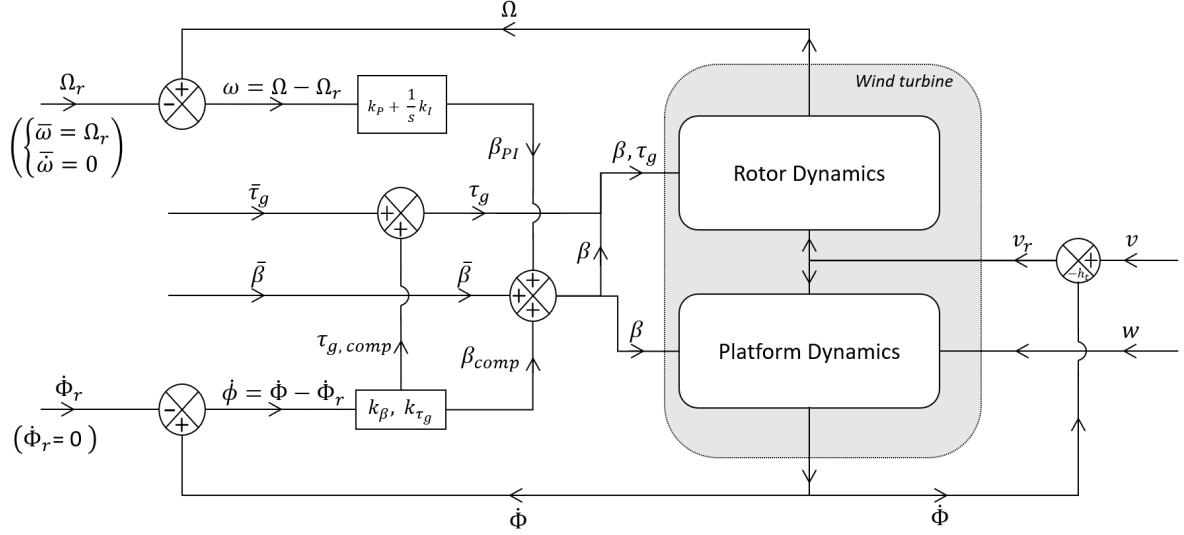 Ω
Wind turbine
Ω_r
+
-
ω = Ω − Ω_r
k_P + 1/s k_I
( { ω̅ = Ω_r
ω̅̇ = 0 )
β_PI
β, τ_g
Rotor Dynamics
τ̅_g
+
+
τ_g
v_r
+
-h_t
v
β
β̅
β̅
+
+
+
τ_g, comp
β_comp
β
Platform Dynamics
w
Φ̇_r
-
+
ϕ̇ = Φ̇ − Φ̇_r
k_β, k_τ_g
(Φ̇_r = 0)
Φ̇
Φ̇